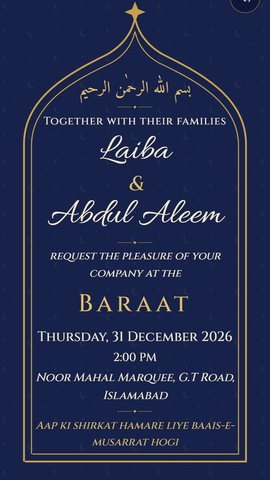 بسم الله الرحمٰن الرحيم
Together with their families
Laiba
&
Abdul Aleem
request the pleasure of your
company at the
Baraat
Thursday, 31 December 2026
2:00 PM
Noor Mahal Marquee, G.T Road,
Islamabad
Aap ki shirkat hamare liye baais-e-
musarrat hogi